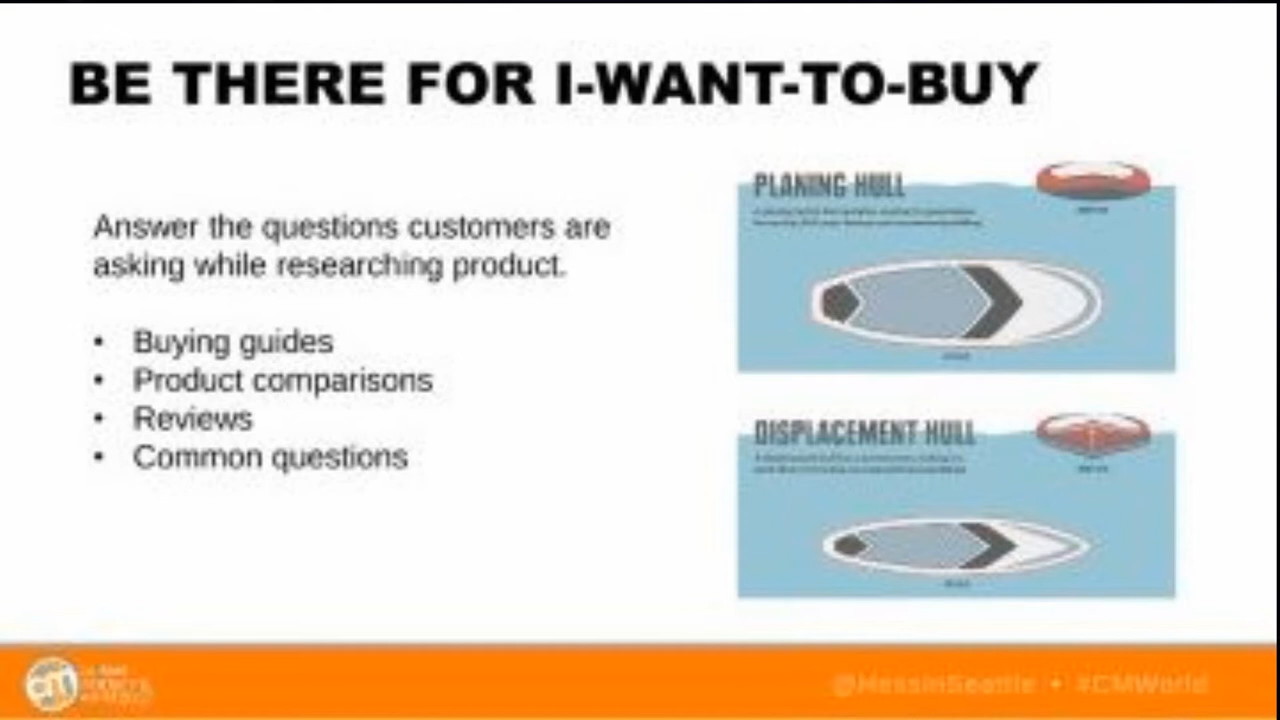 BE THERE FOR I-WANT-TO-BUY
Answer the questions customers are
asking while researching product.
• Buying guides
• Product comparisons
• Reviews
• Common questions
PLANING HULL
DISPLACEMENT HULL
@HessinSeattle • #CMWorld